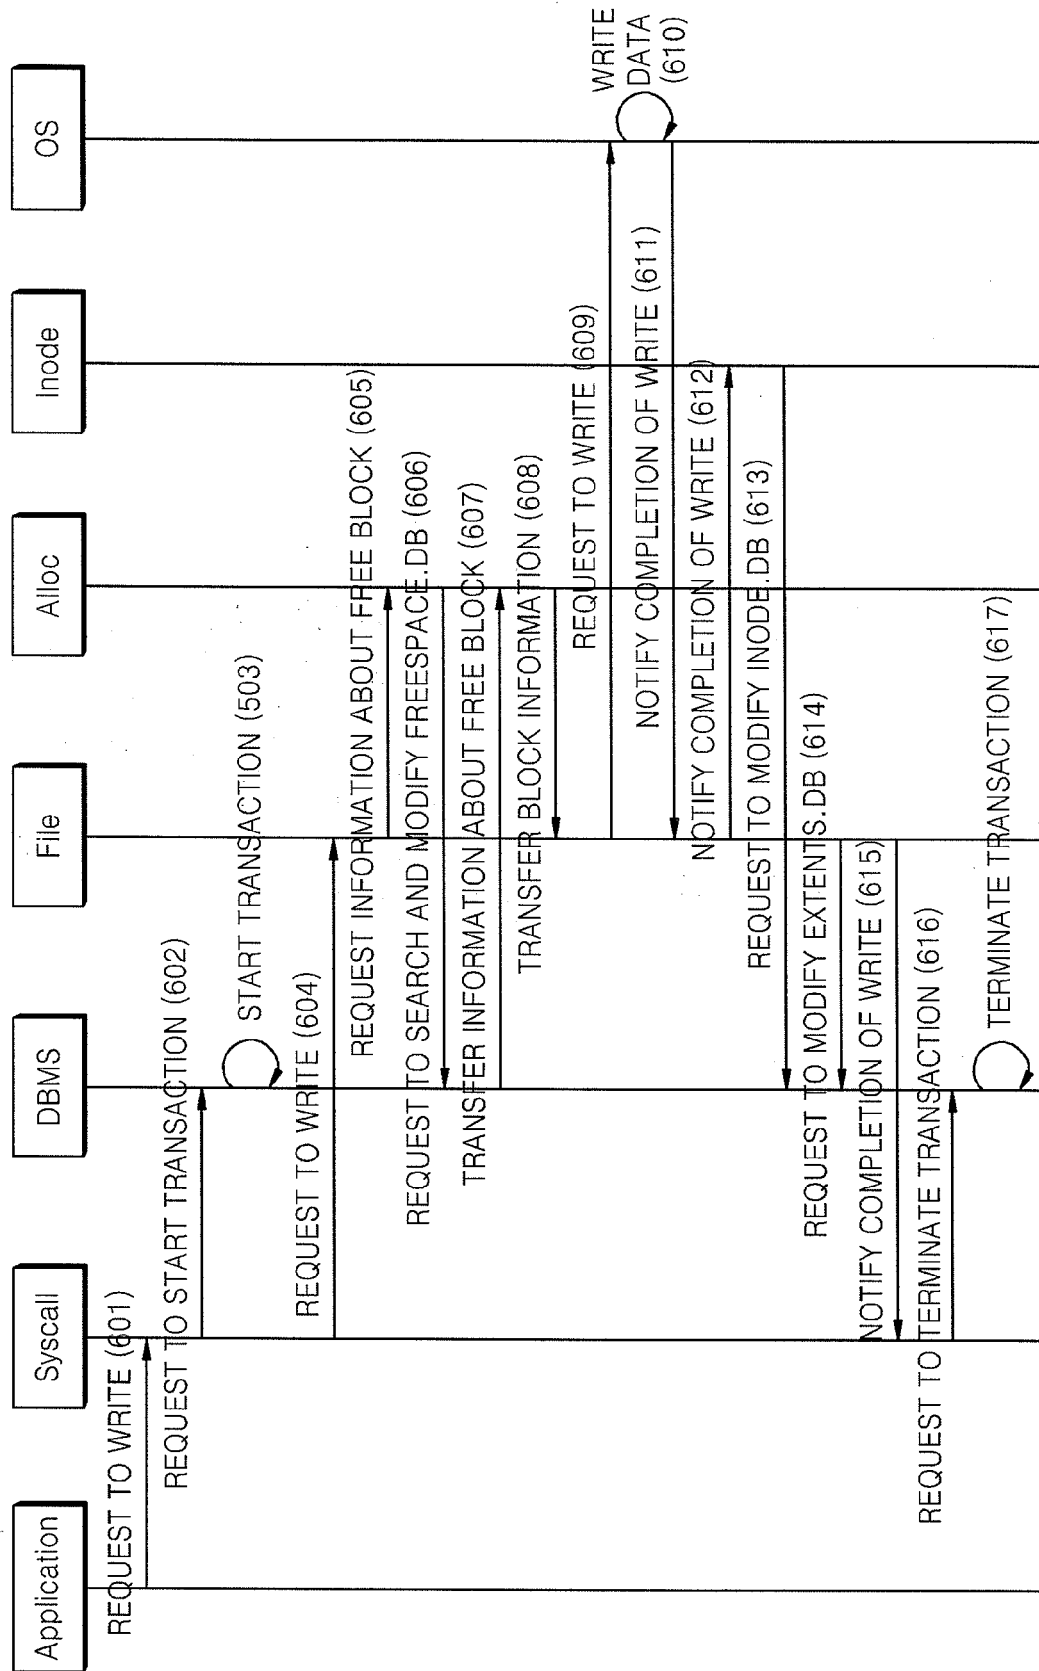 Application
Syscall
DBMS
File
Alloc
Inode
OS
REQUEST TO WRITE (601)
REQUEST TO START TRANSACTION (602)
START TRANSACTION (503)
REQUEST TO WRITE (604)
REQUEST INFORMATION ABOUT FREE BLOCK (605)
REQUEST TO SEARCH AND MODIFY FREESPACE.DB (606)
TRANSFER INFORMATION ABOUT FREE BLOCK (607)
TRANSFER BLOCK INFORMATION (608)
REQUEST TO WRITE (609)
WRITE
DATA
(610)
NOTIFY COMPLETION OF WRITE (611)
NOTIFY COMPLETION OF WRITE (612)
REQUEST TO MODIFY INODE.DB (613)
REQUEST TO MODIFY EXTENTS.DB (614)
NOTIFY COMPLETION OF WRITE (615)
REQUEST TO TERMINATE TRANSACTION (616)
TERMINATE TRANSACTION (617)